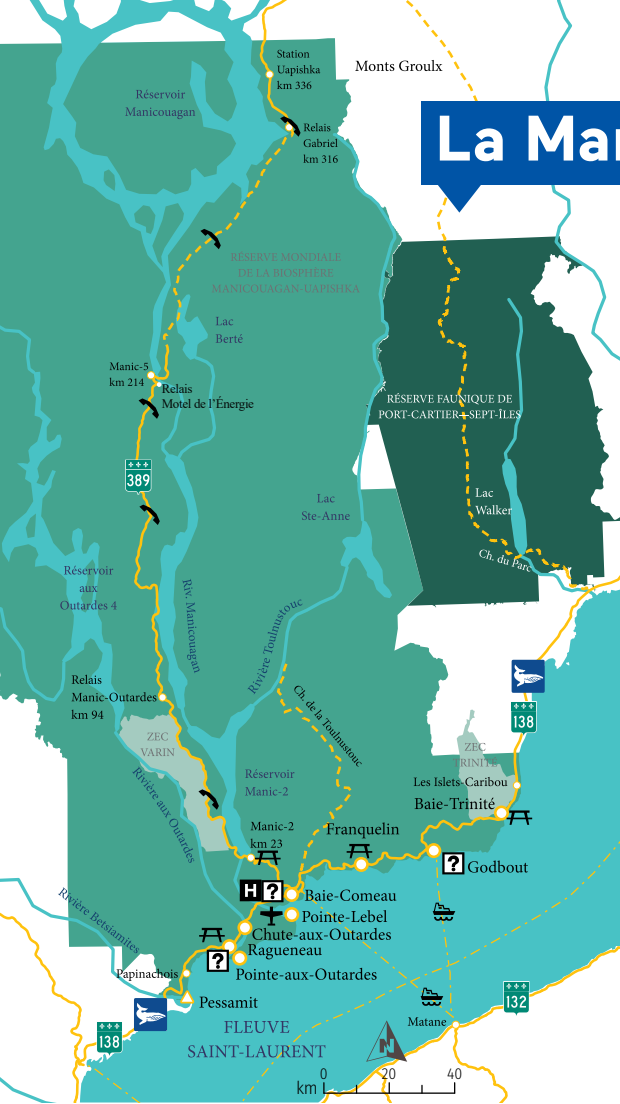 Station
Uapishka
km 336
Monts Groulx
Réservoir
Manicouagan
Relais
Gabriel
km 316
La Mar
RÉSERVE MONDIALE
DE LA BIOSPHÈRE
MANICOUAGAN-UAPISHKA
Lac
Berté
Manic-5
km 214
Relais
Motel de l'Énergie
RÉSERVE FAUNIQUE DE
PORT-CARTIER–SEPT-ÎLES
389
Lac
Ste-Anne
Lac
Walker
Ch. du Parc
Réservoir
aux
Outardes 4
Riv. Manicouagan
Rivière Toulnustouc
Relais
Manic-Outardes
km 94
Ch. de la Toulnustouc
138
ZEC
VARIN
ZEC
TRINITÉ
Rivière aux Outardes
Réservoir
Manic-2
Les Islets-Caribou
Baie-Trinité
Manic-2
km 23
Franquelin
? Godbout
H ? Baie-Comeau
Pointe-Lebel
Chute-aux-Outardes
Ragueneau
? Pointe-aux-Outardes
Rivière Betsiamites
Papinachois
Pessamit
132
Matane
138
FLEUVE
SAINT-LAURENT
N
0 20 40
km